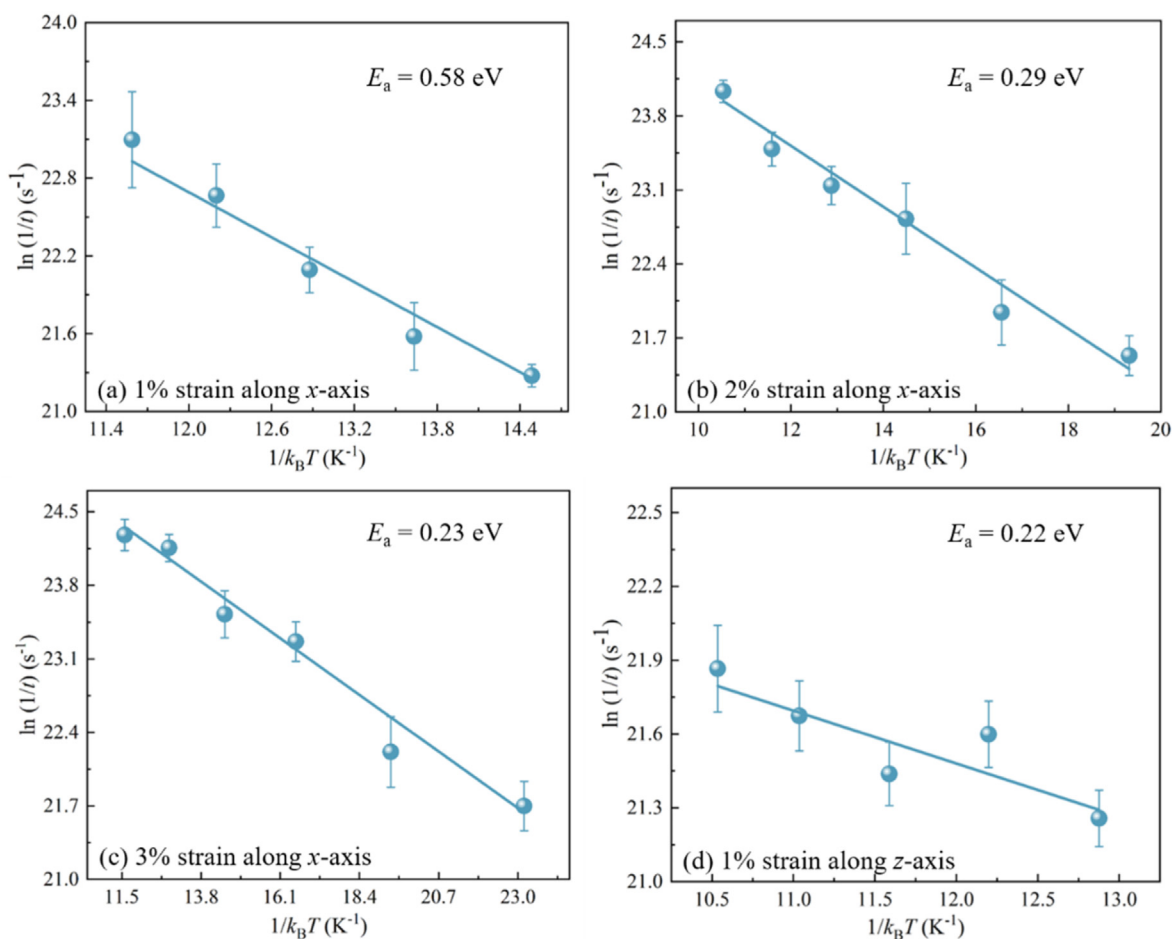 24.0
23.4
22.8
22.2
21.6
21.0
ln (1/t) (s⁻¹)
Eₐ = 0.58 eV
(a) 1% strain along x-axis
11.4 12.0 12.6 13.2 13.8 14.4
1/k_BT (K⁻¹)
24.5
23.8
23.1
22.4
21.7
21.0
ln (1/t) (s⁻¹)
Eₐ = 0.29 eV
(b) 2% strain along x-axis
10 12 14 16 18 20
1/k_BT (K⁻¹)
24.5
23.8
23.1
22.4
21.7
21.0
ln (1/t) (s⁻¹)
Eₐ = 0.23 eV
(c) 3% strain along x-axis
11.5 13.8 16.1 18.4 20.7 23.0
1/k_BT (K⁻¹)
22.5
22.2
21.9
21.6
21.3
21.0
ln (1/t) (s⁻¹)
Eₐ = 0.22 eV
(d) 1% strain along z-axis
10.5 11.0 11.5 12.0 12.5 13.0
1/k_BT (K⁻¹)